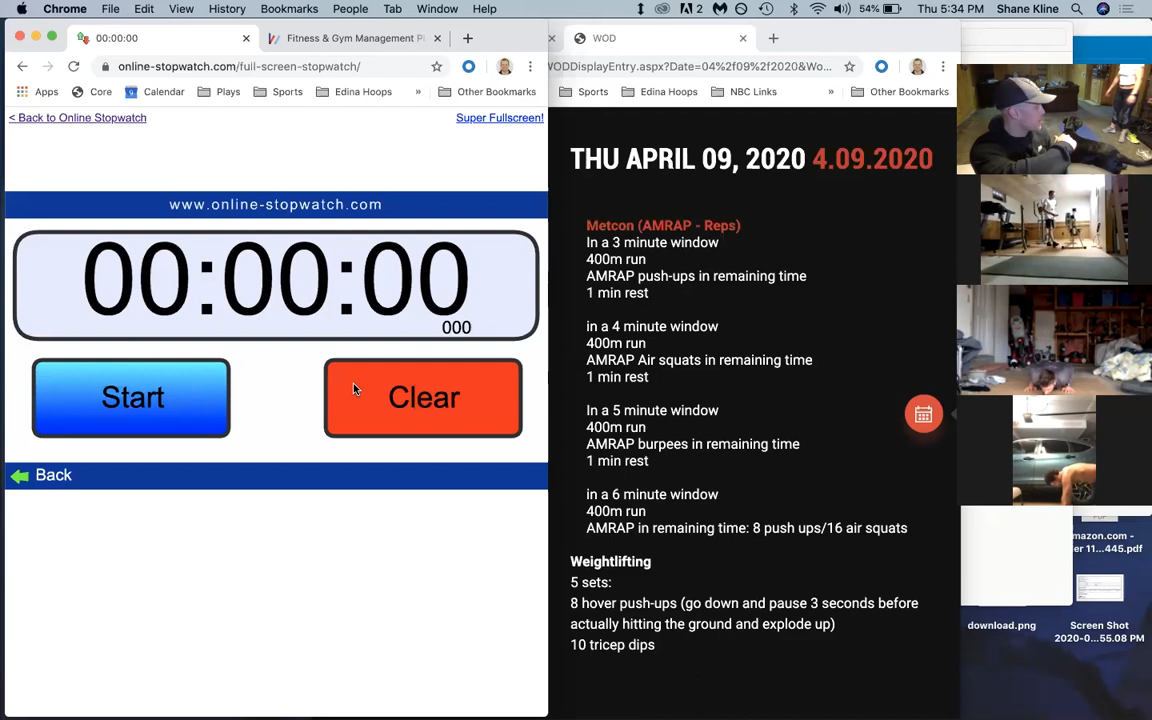 Chrome File Edit View History Bookmarks People Tab Window Help 2 54% Thu 5:34 PM Shane Kline
00:00:00 Fitness & Gym Management Pl
online-stopwatch.com/full-screen-stopwatch/
Apps Core Calendar Plays Sports Edina Hoops » Other Bookmarks
< Back to Online Stopwatch Super Fullscreen!
www.online-stopwatch.com
00:00:00
000
Start Clear
Back
WOD
WODDisplayEntry.aspx?Date=04%2f09%2f2020&Wo...
Sports Edina Hoops NBC Links » Other Bookmarks
THU APRIL 09, 2020 4.09.2020
Metcon (AMRAP - Reps)
In a 3 minute window
400m run
AMRAP push-ups in remaining time
1 min rest
in a 4 minute window
400m run
AMRAP Air squats in remaining time
1 min rest
In a 5 minute window
400m run
AMRAP burpees in remaining time
1 min rest
in a 6 minute window
400m run
AMRAP in remaining time: 8 push ups/16 air squats
Weightlifting
5 sets:
8 hover push-ups (go down and pause 3 seconds before
actually hitting the ground and explode up)
10 tricep dips
mazon.com -
er 11...445.pdf
download.png
Screen Shot
2020-0...55.08 PM